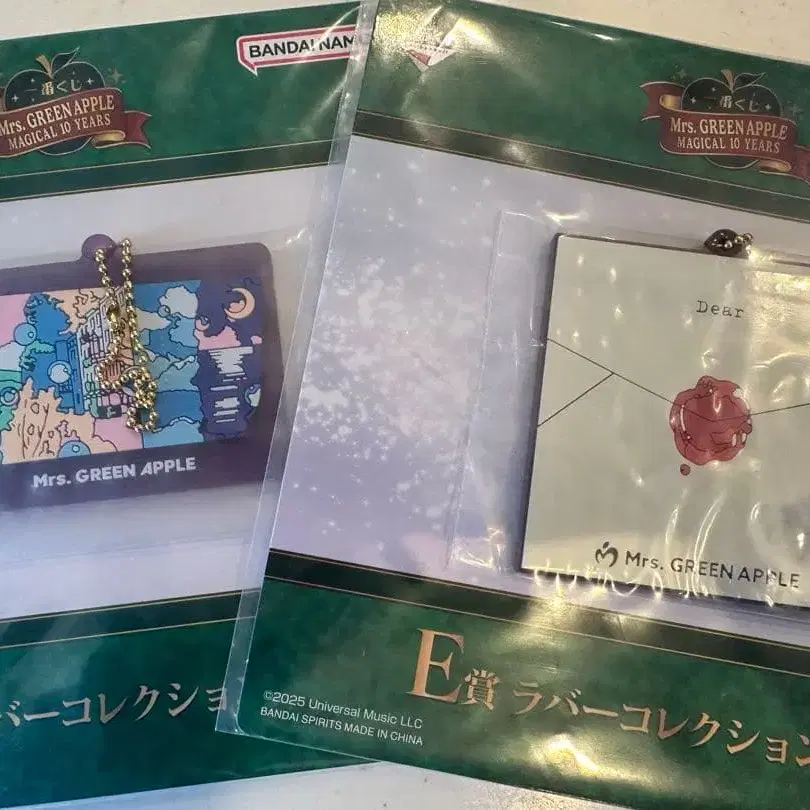 一番くじ
Mrs. GREEN APPLE
MAGICAL 10 YEARS
BANDAI NAM
Mrs. GREEN APPLE
バーコレクショ
一番くじ
Mrs. GREEN APPLE
MAGICAL 10 YEARS
Dear
Mrs. GREEN APPLE
E賞 ラバーコレクション
©2025 Universal Music LLC
BANDAI SPIRITS MADE IN CHINA